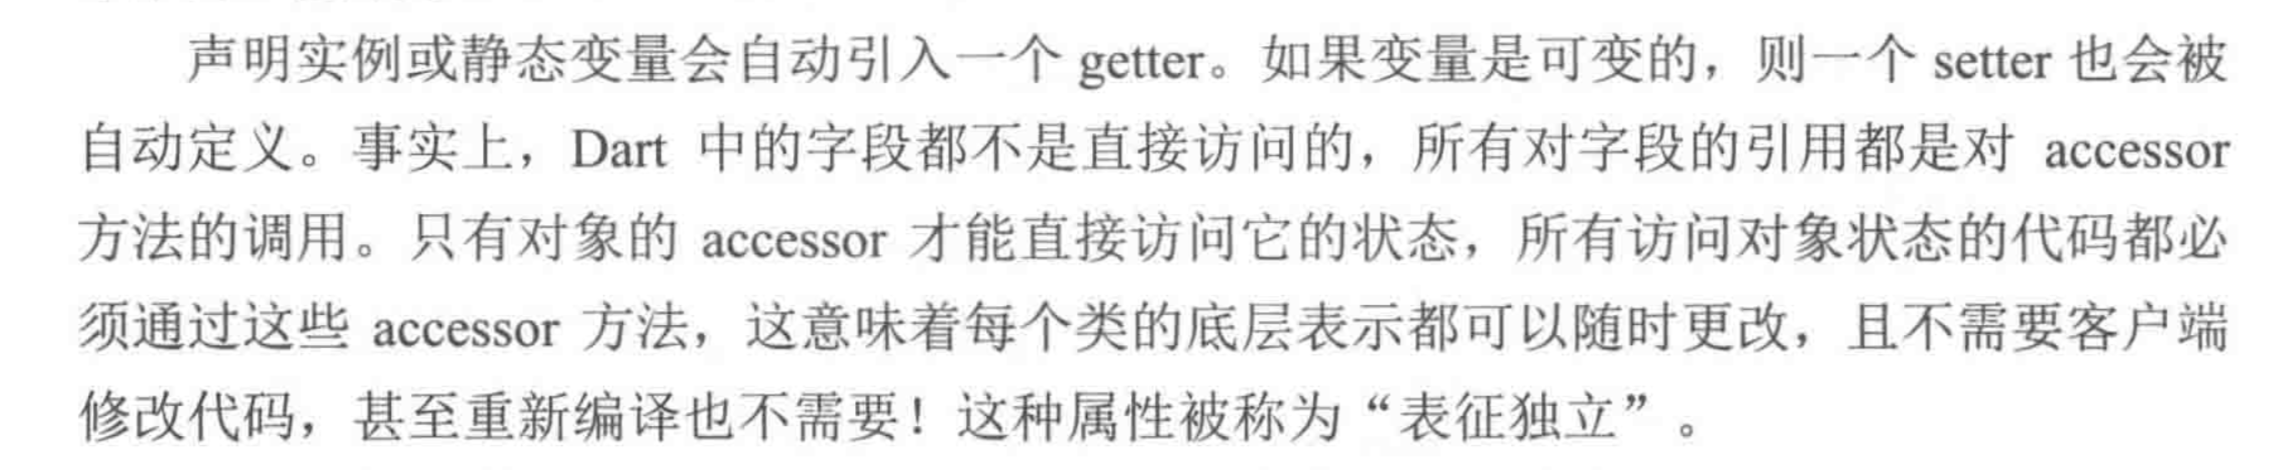 声明实例或静态变量会自动引入一个 getter。如果变量是可变的，则一个 setter 也会被
自动定义。事实上，Dart 中的字段都不是直接访问的，所有对字段的引用都是对 accessor
方法的调用。只有对象的 accessor 才能直接访问它的状态，所有访问对象状态的代码都必
须通过这些 accessor 方法，这意味着每个类的底层表示都可以随时更改，且不需要客户端
修改代码，甚至重新编译也不需要！这种属性被称为“表征独立”。